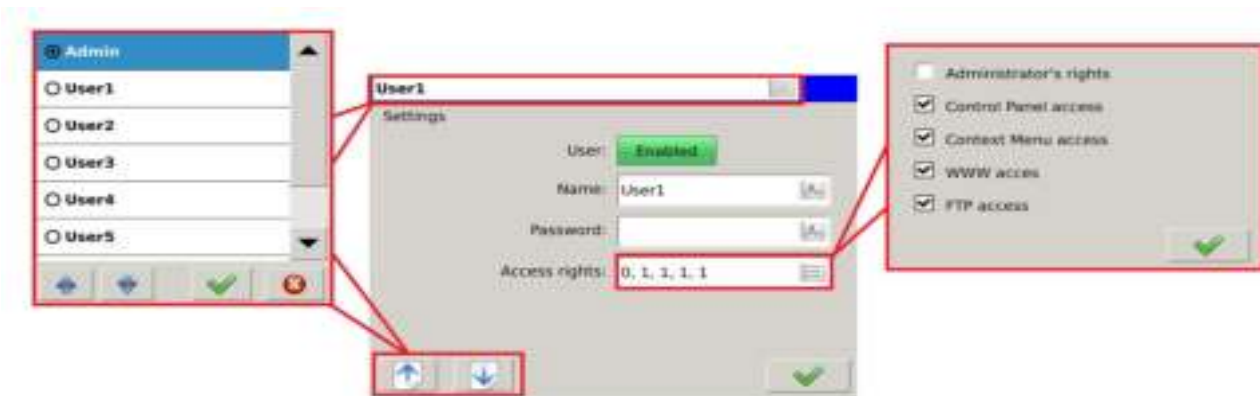 Admin
User1
User2
User3
User4
User5
User1
Settings
User: Enabled
Name: User1
Password:
Access rights: 0, 1, 1, 1, 1
Administrator's rights
Control Panel access
Context Menu access
WWW acces
FTP access